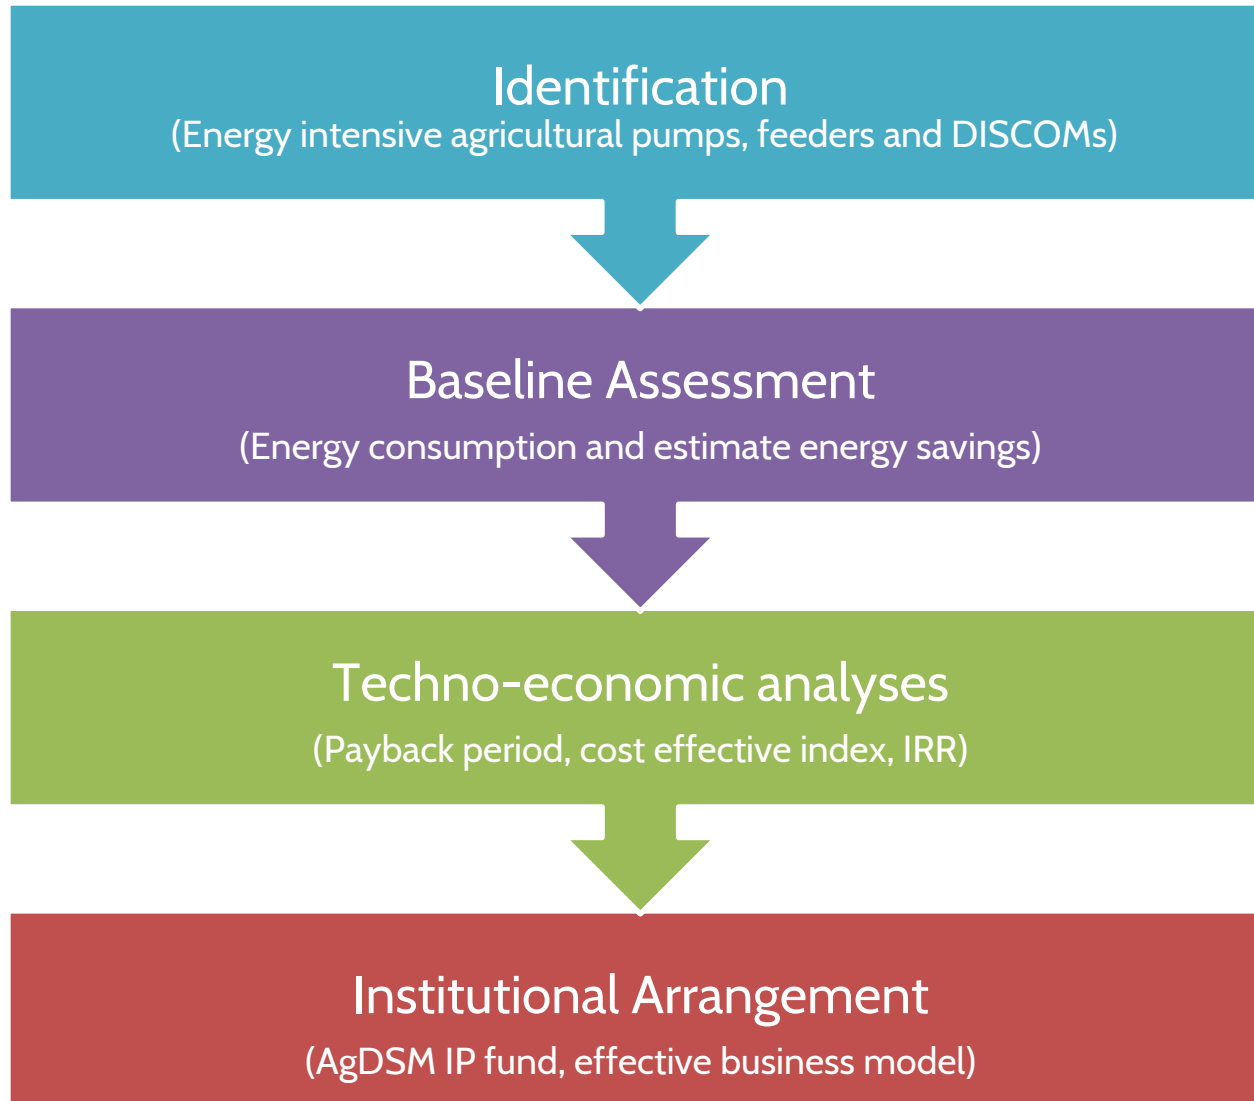 Identification
(Energy intensive agricultural pumps, feeders and DISCOMs)
Baseline Assessment
(Energy consumption and estimate energy savings)
Techno-economic analyses
(Payback period, cost effective index, IRR)
Institutional Arrangement
(AgDSM IP fund, effective business model)